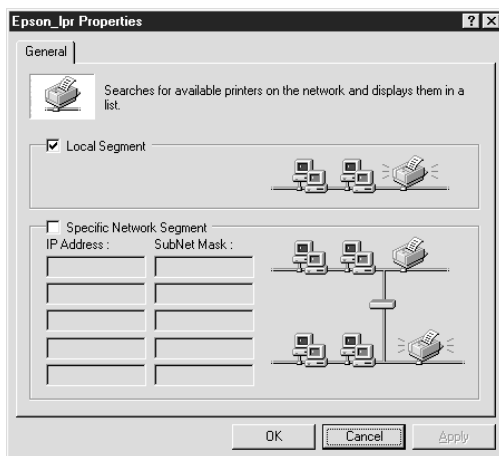 Epson_lpr Properties
General
Searches for available printers on the network and displays them in a
list.
Local Segment
Specific Network Segment
IP Address :
SubNet Mask :
OK
Cancel
Apply